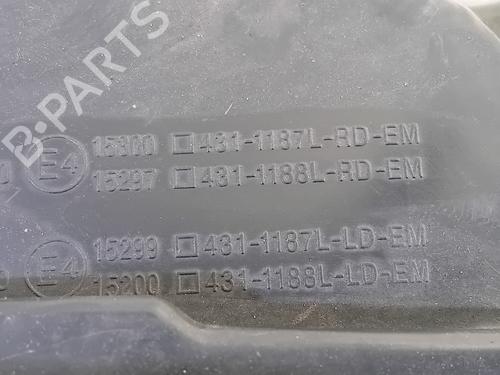 B-PARTS
E4
15300 □ 431-1187L-RD-EM
15297 □ 431-1188L-RD-EM
E4
15299 □ 431-1187L-LD-EM
15200 □ 431-1188L-LD-EM